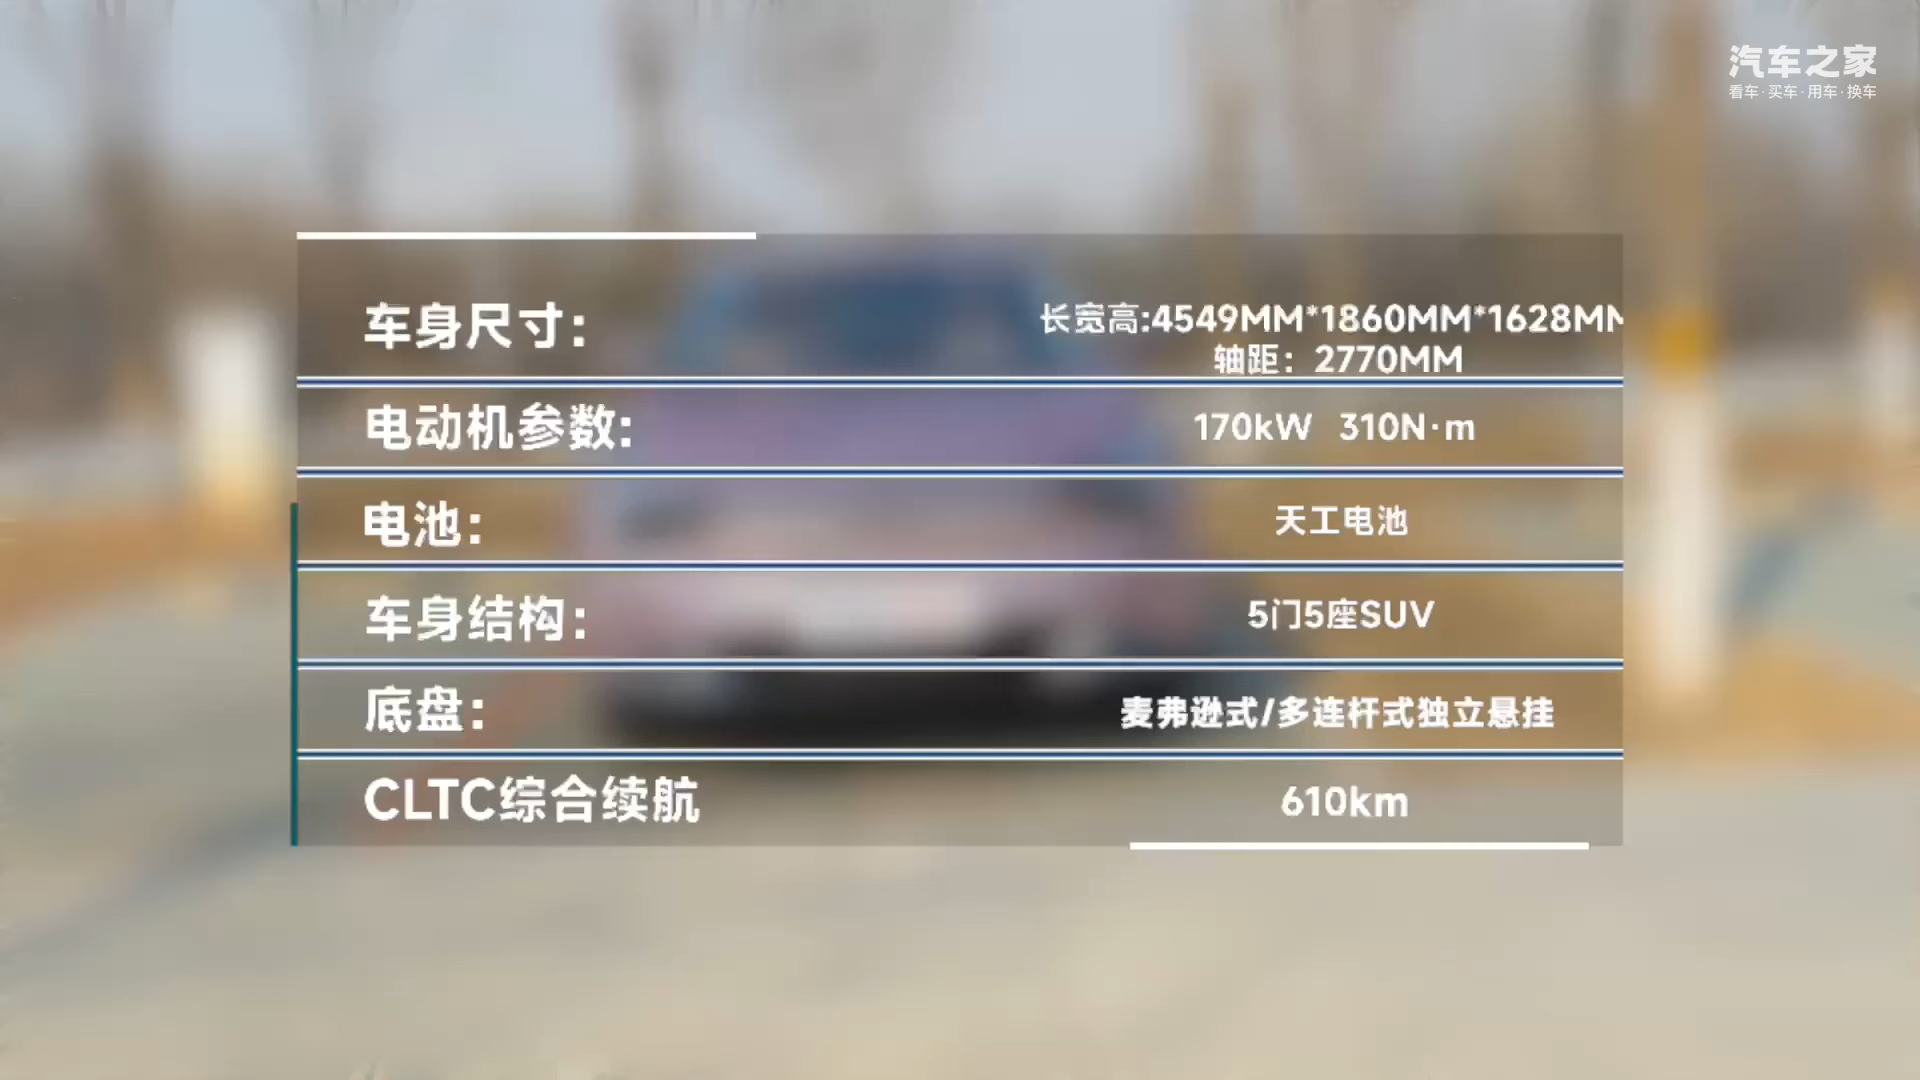 汽车之家
看车·买车·用车·换车
车身尺寸:
长宽高:4549MM*1860MM*1628MM
轴距：2770MM
电动机参数:
170kW 310N·m
电池:
天工电池
车身结构:
5门5座SUV
底盘:
麦弗逊式/多连杆式独立悬挂
CLTC综合续航
610km